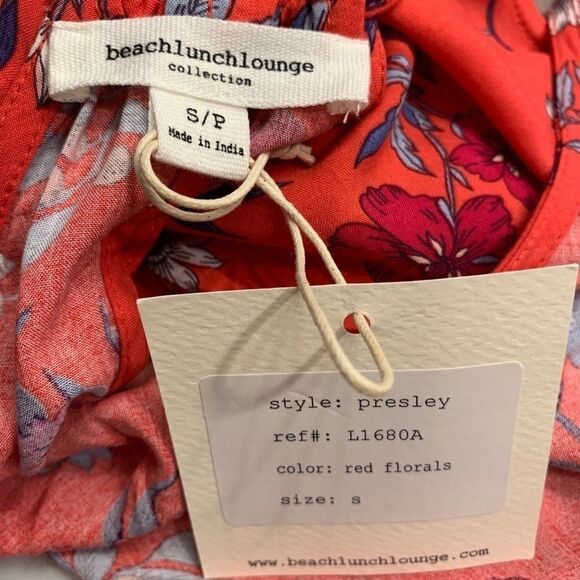 beachlunchlounge
collection
S/P
Made in India
style: presley
ref#: L1680A
color: red florals
size: s
www.beachlunchlounge.com